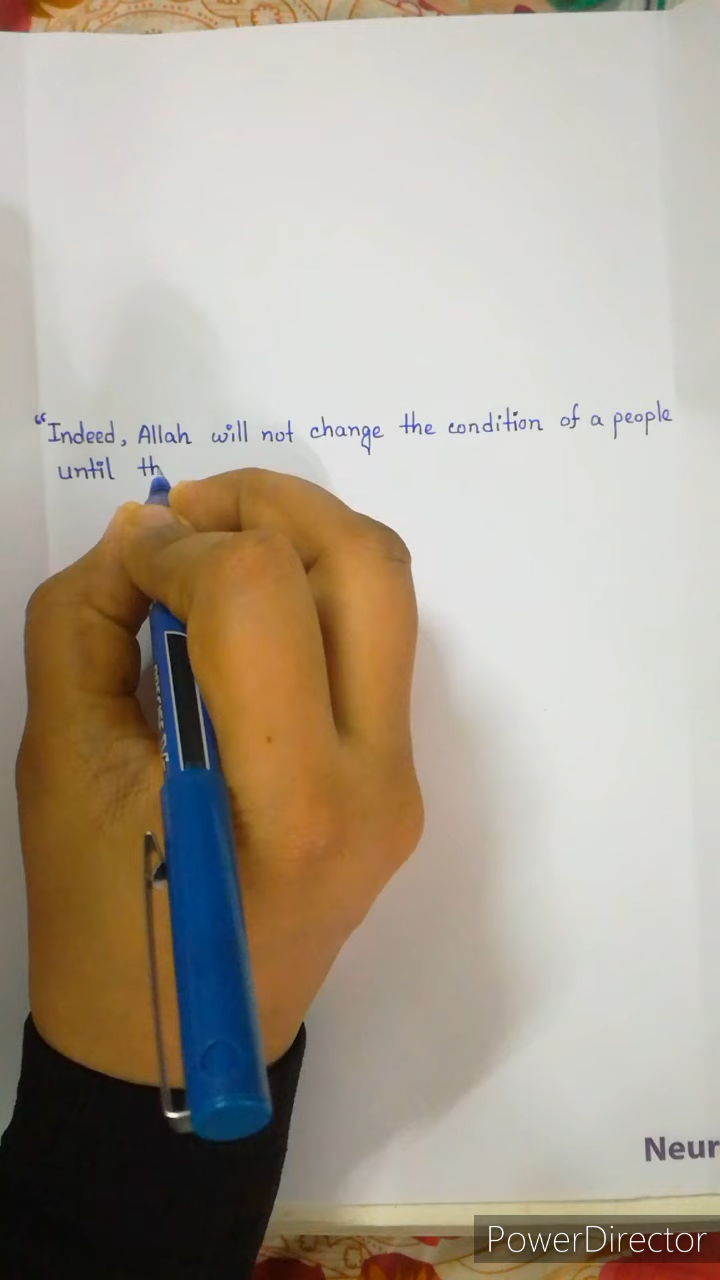 “Indeed, Allah will not change the condition of a people
until th
Neur
PowerDirector